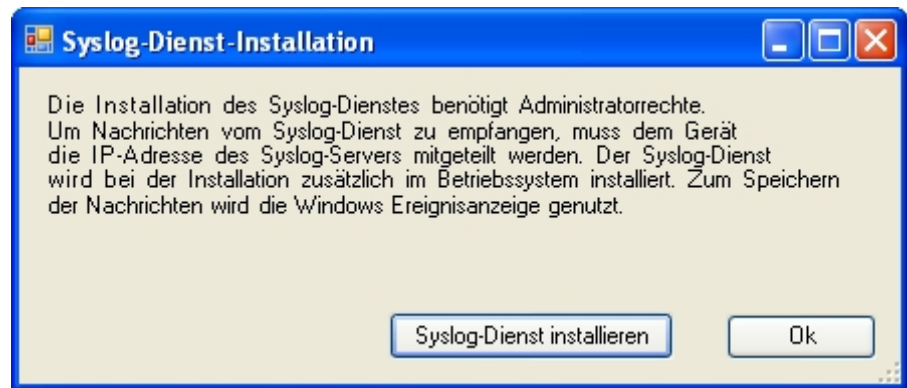 Syslog-Dienst-Installation
Die Installation des Syslog-Dienstes benötigt Administratorrechte.
Um Nachrichten vom Syslog-Dienst zu empfangen, muss dem Gerät
die IP-Adresse des Syslog-Servers mitgeteilt werden. Der Syslog-Dienst
wird bei der Installation zusätzlich im Betriebssystem installiert. Zum Speichern
der Nachrichten wird die Windows Ereignisanzeige genutzt.
Syslog-Dienst installieren
Ok